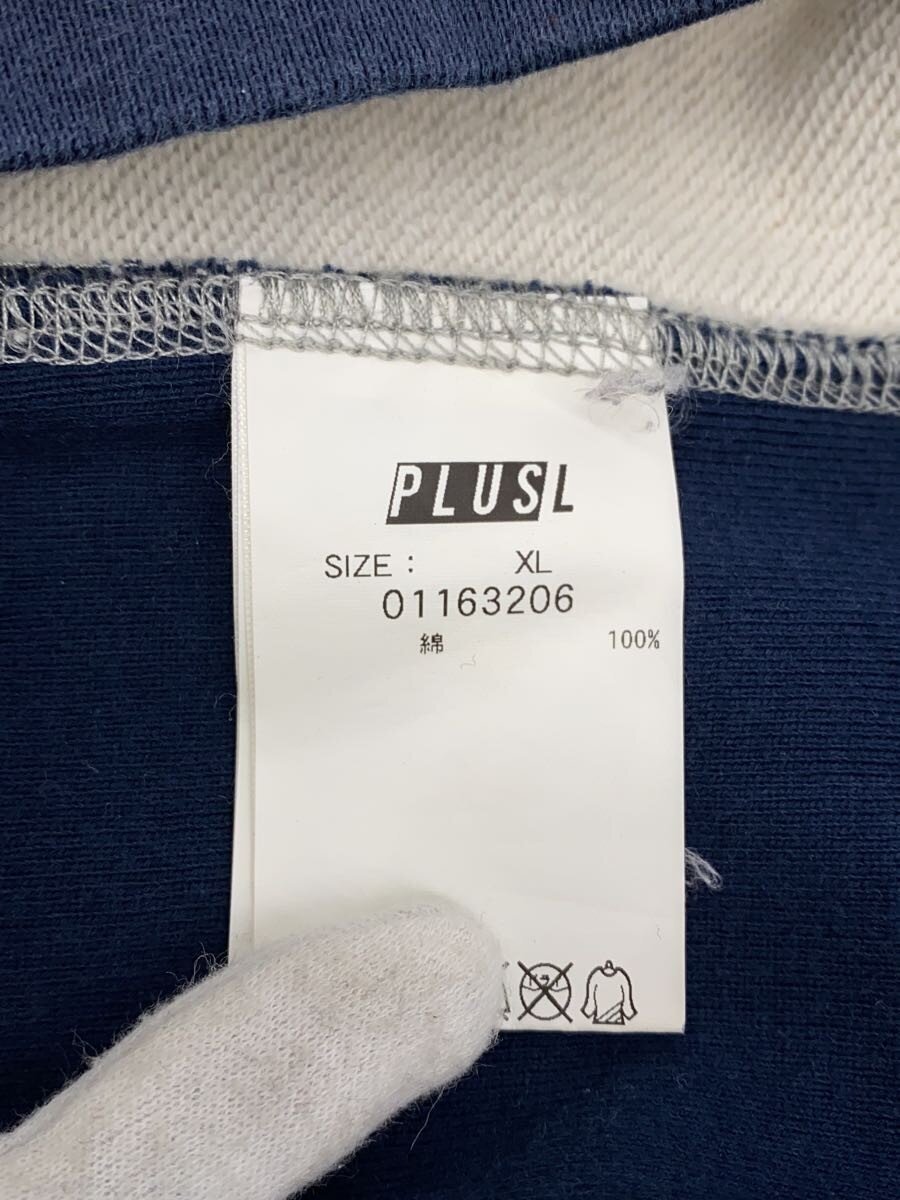 PLUSL
SIZE : XL
01163206
綿 100%